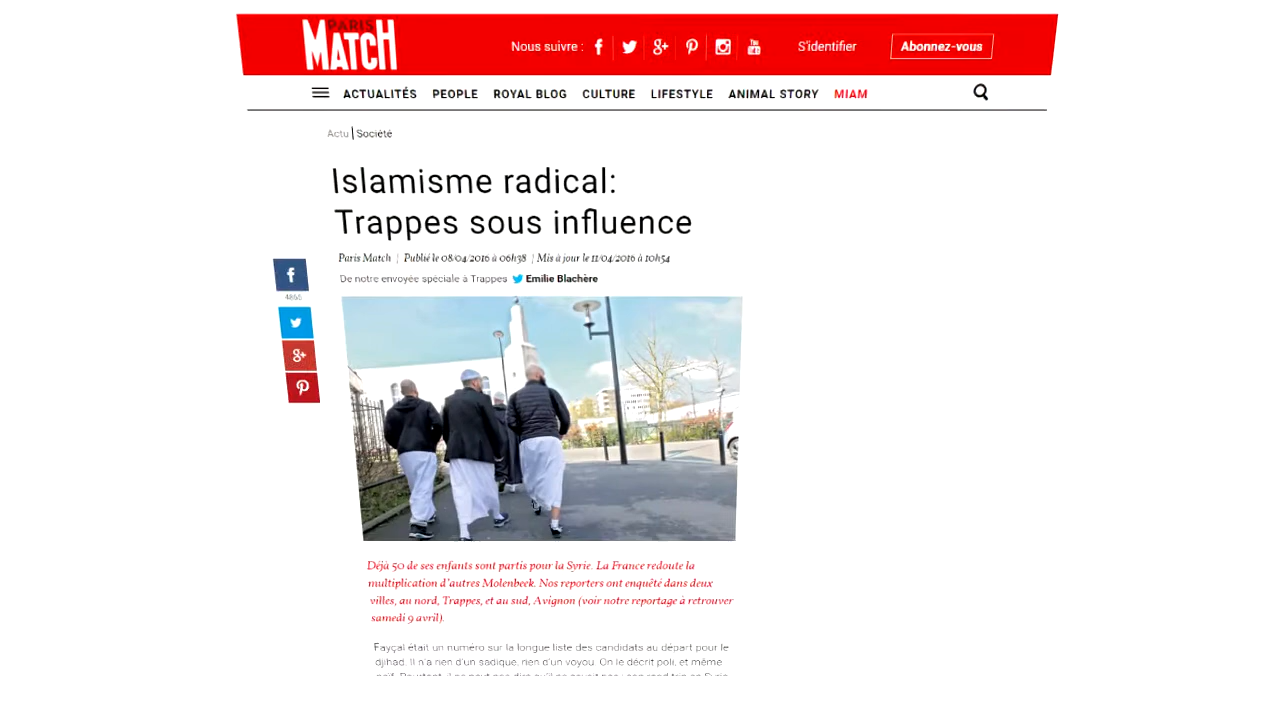 PARIS
MATCH
Nous suivre :
S'identifier
Abonnez-vous
ACTUALITÉS PEOPLE ROYAL BLOG CULTURE LIFESTYLE ANIMAL STORY MIAM
Actu | Société
Islamisme radical:
Trappes sous influence
Paris Match | Publié le 08/04/2016 à 06h38 | Mis à jour le 11/04/2016 à 10h54
De notre envoyée spéciale à Trappes Emilie Blachère
4866
Déjà 50 de ses enfants sont partis pour la Syrie. La France redoute la
multiplication d'autres Molenbeek. Nos reporters ont enquêté dans deux
villes, au nord, Trappes, et au sud, Avignon (voir notre reportage à retrouver
samedi 9 avril).
Fayçal était un numéro sur la longue liste des candidats au départ pour le
djihad. Il n'a rien d'un sadique, rien d'un voyou. On le décrit poli, et même